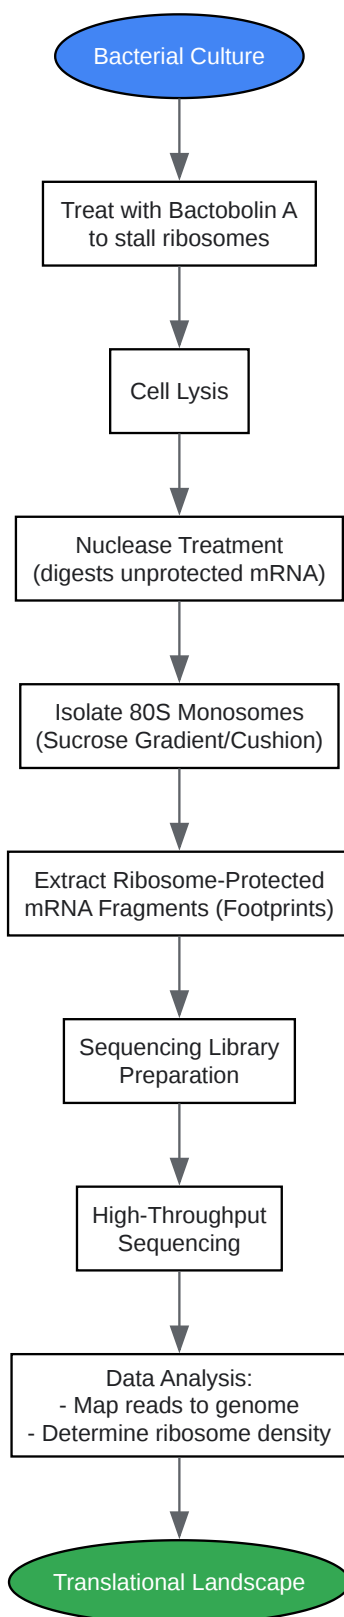 Bacterial Culture
Treat with Bactobolin A
to stall ribosomes
Cell Lysis
Nuclease Treatment
(digests unprotected mRNA)
Isolate 80S Monosomes
(Sucrose Gradient/Cushion)
Extract Ribosome-Protected
mRNA Fragments (Footprints)
Sequencing Library
Preparation
High-Throughput
Sequencing
Data Analysis:
- Map reads to genome
- Determine ribosome density
Translational Landscape